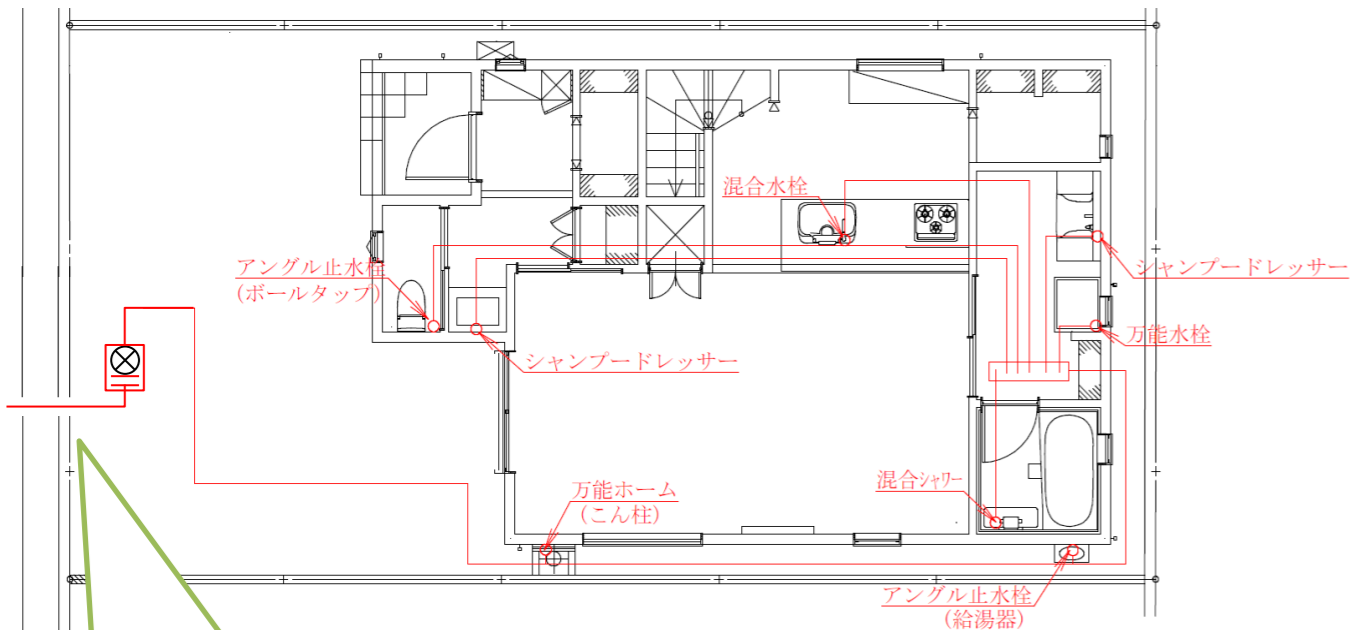 混合水栓
アングル止水栓
(ボールタップ)
シャンプードレッサー
シャンプードレッサー
万能水栓
万能ホーム
(こん柱)
混合シャワー
アングル止水栓
(給湯器)